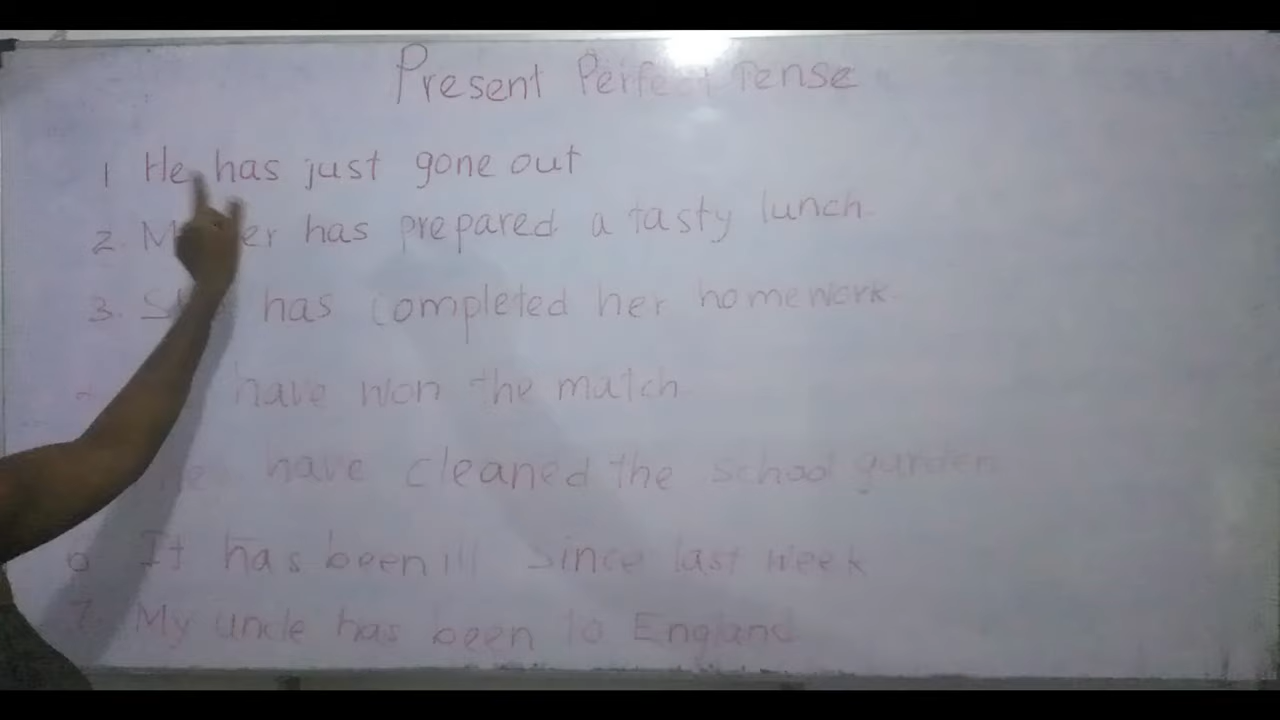 Present Perfect Tense
1 He has just gone out
2. has prepared a tasty lunch.
3. has completed her homework.
have won the match
have cleaned the school garden
6 It has been ill since last week
7. My uncle has been to England